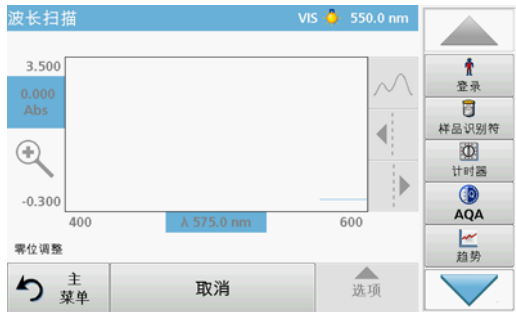 波长扫描 VIS 550.0 nm
3.500
0.000
Abs
-0.300
400 λ 575.0 nm 600
零位调整
主
菜单
取消
选项
登录
样品识别符
计时器
AQA
趋势